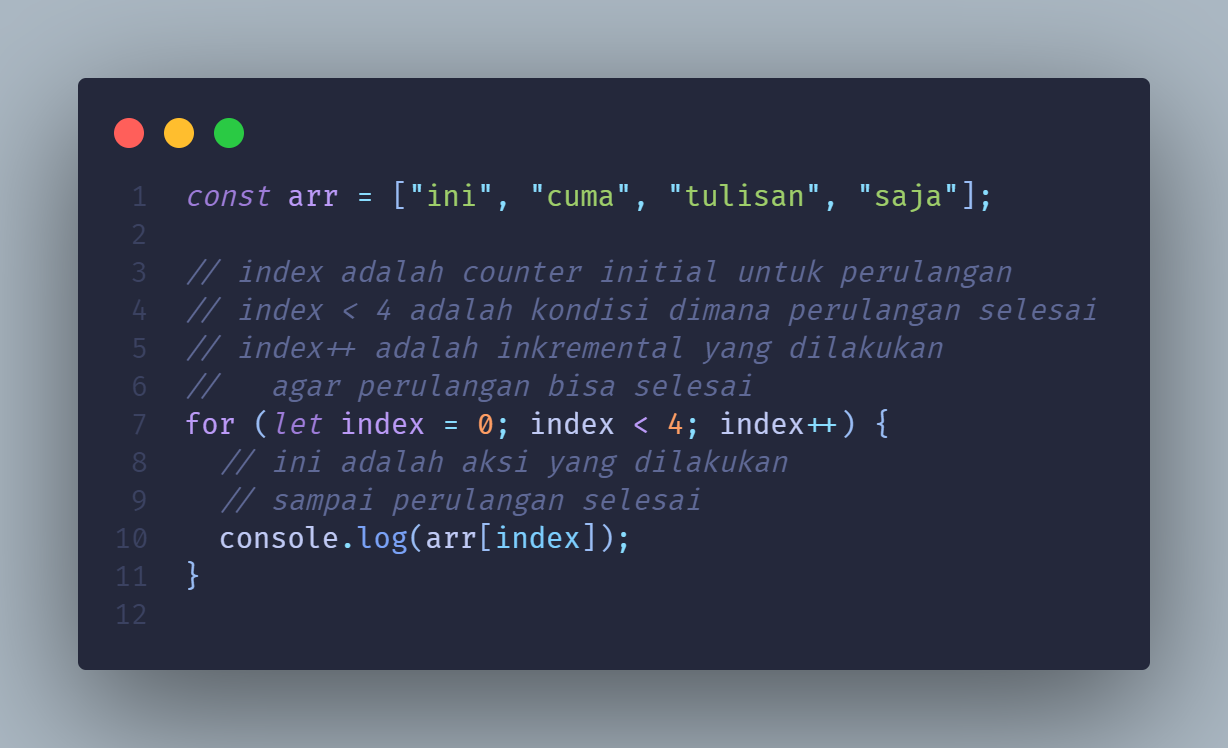 1 const arr = ["ini", "cuma", "tulisan", "saja"];
2
3 // index adalah counter initial untuk perulangan
4 // index < 4 adalah kondisi dimana perulangan selesai
5 // index++ adalah inkremental yang dilakukan
6 //   agar perulangan bisa selesai
7 for (let index = 0; index < 4; index++) {
8   // ini adalah aksi yang dilakukan
9   // sampai perulangan selesai
10   console.log(arr[index]);
11 }
12